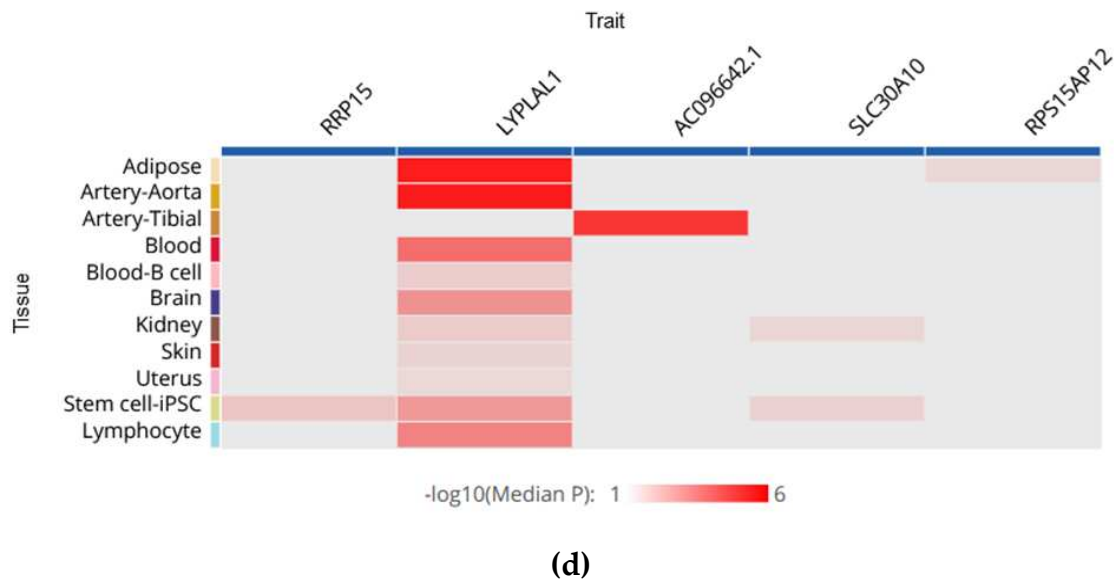 Trait
RRP15
LYPLAL1
AC096642.1
SLC30A10
RPS15AP12
Tissue
Adipose
Artery-Aorta
Artery-Tibial
Blood
Blood-B cell
Brain
Kidney
Skin
Uterus
Stem cell-iPSC
Lymphocyte
-log10(Median P): 1 6
(d)